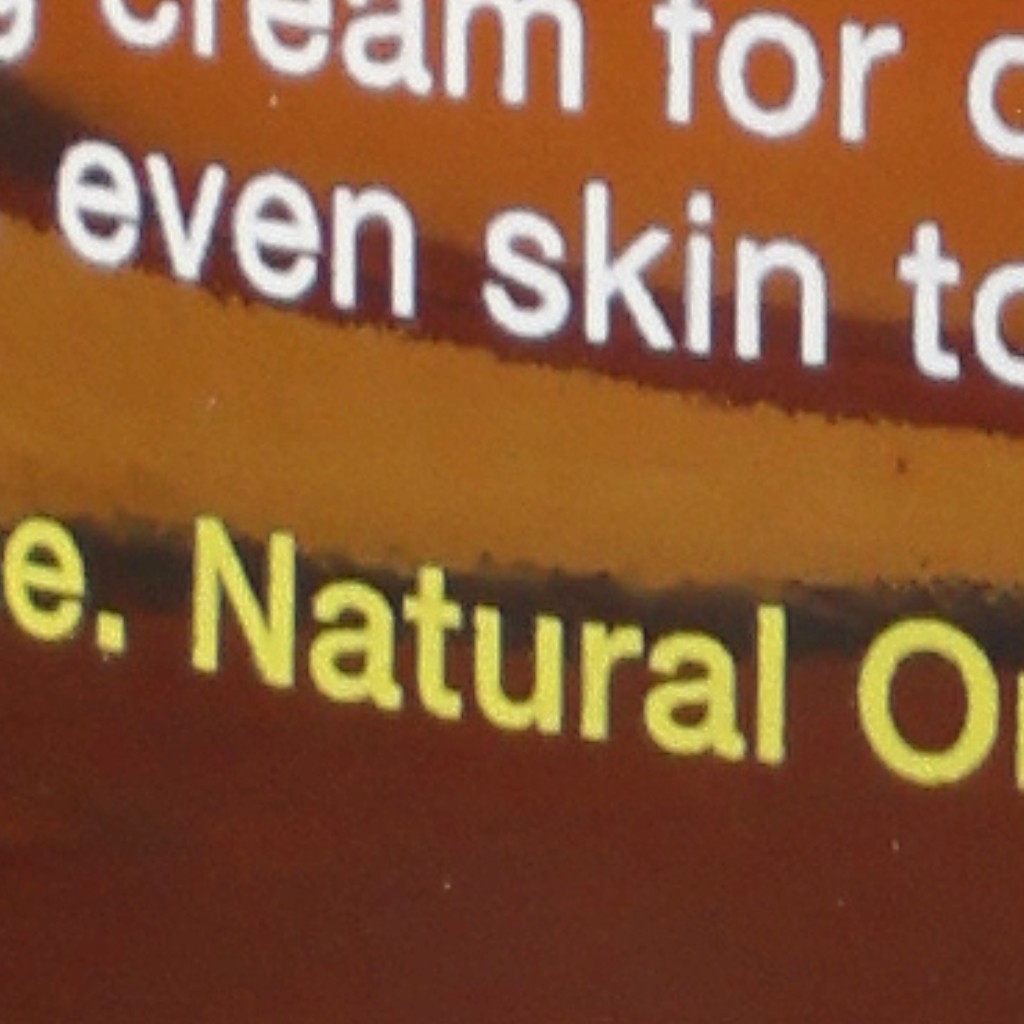 cream for
even skin
e. Natural